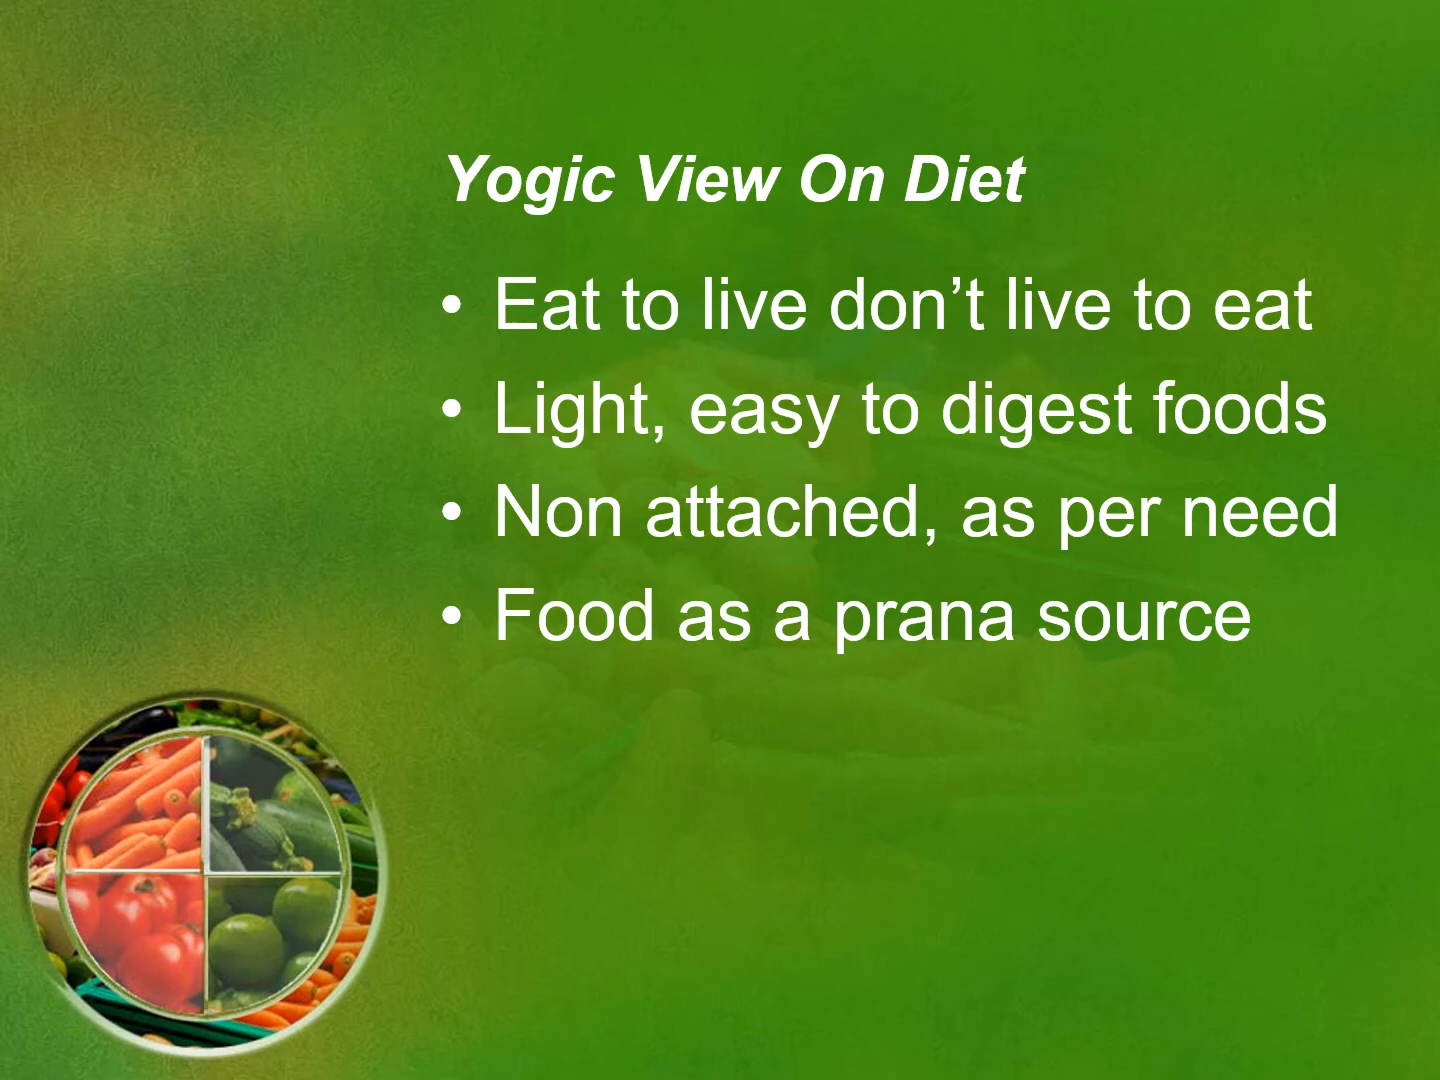 Yogic View On Diet
• Eat to live don’t live to eat
• Light, easy to digest foods
• Non attached, as per need
• Food as a prana source